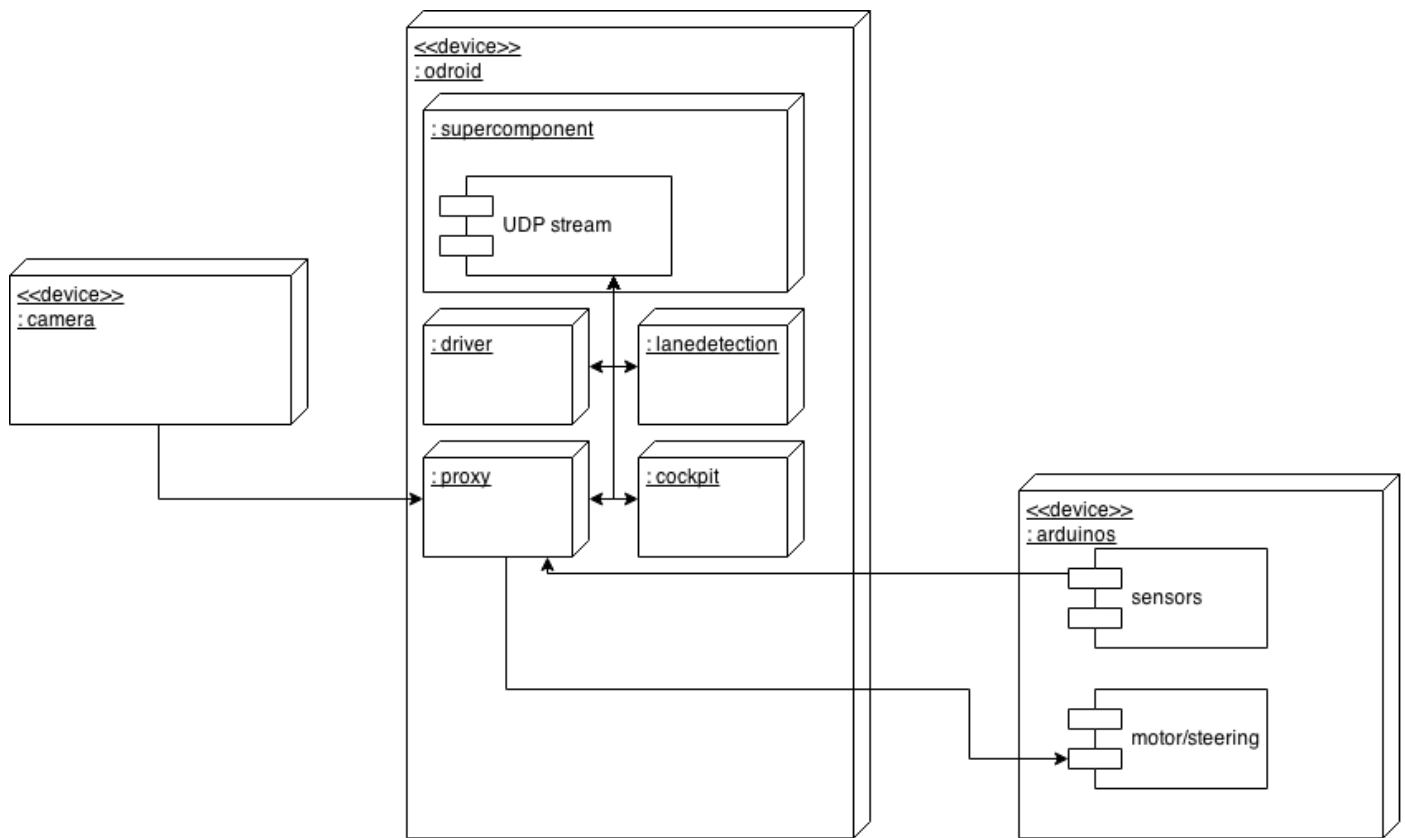 <<device>>
: odroid
: supercomponent
UDP stream
<<device>>
: camera
: driver
: lanedetection
: proxy
: cockpit
<<device>>
: arduinos
sensors
motor/steering